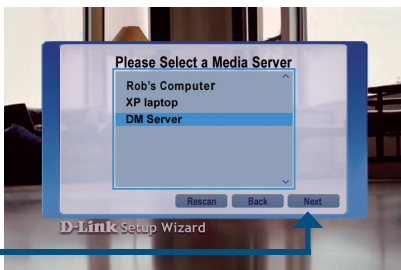 Please Select a Media Server
Rob's Computer
XP laptop
DM Server
Rescan Back Next
D-Link Setup Wizard